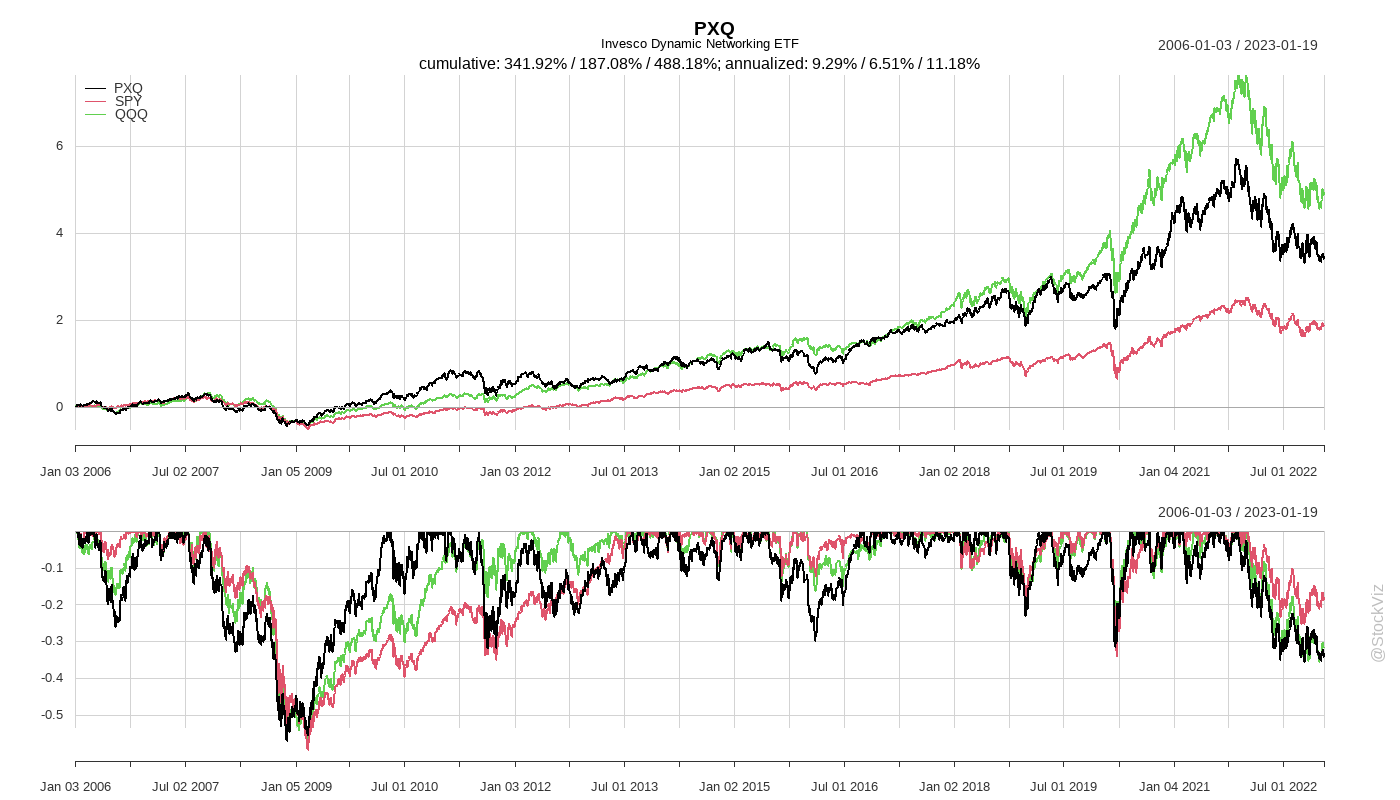 PXQ
Invesco Dynamic Networking ETF
2006-01-03 / 2023-01-19
cumulative: 341.92% / 187.08% / 488.18%; annualized: 9.29% / 6.51% / 11.18%
PXQ
SPY
QQQ
6
4
2
0
Jan 03 2006 Jul 02 2007 Jan 05 2009 Jul 01 2010 Jan 03 2012 Jul 01 2013 Jan 02 2015 Jul 01 2016 Jan 02 2018 Jul 01 2019 Jan 04 2021 Jul 01 2022
2006-01-03 / 2023-01-19
-0.1
-0.2
-0.3
-0.4
-0.5
Jan 03 2006 Jul 02 2007 Jan 05 2009 Jul 01 2010 Jan 03 2012 Jul 01 2013 Jan 02 2015 Jul 01 2016 Jan 02 2018 Jul 01 2019 Jan 04 2021 Jul 01 2022
@StockViz